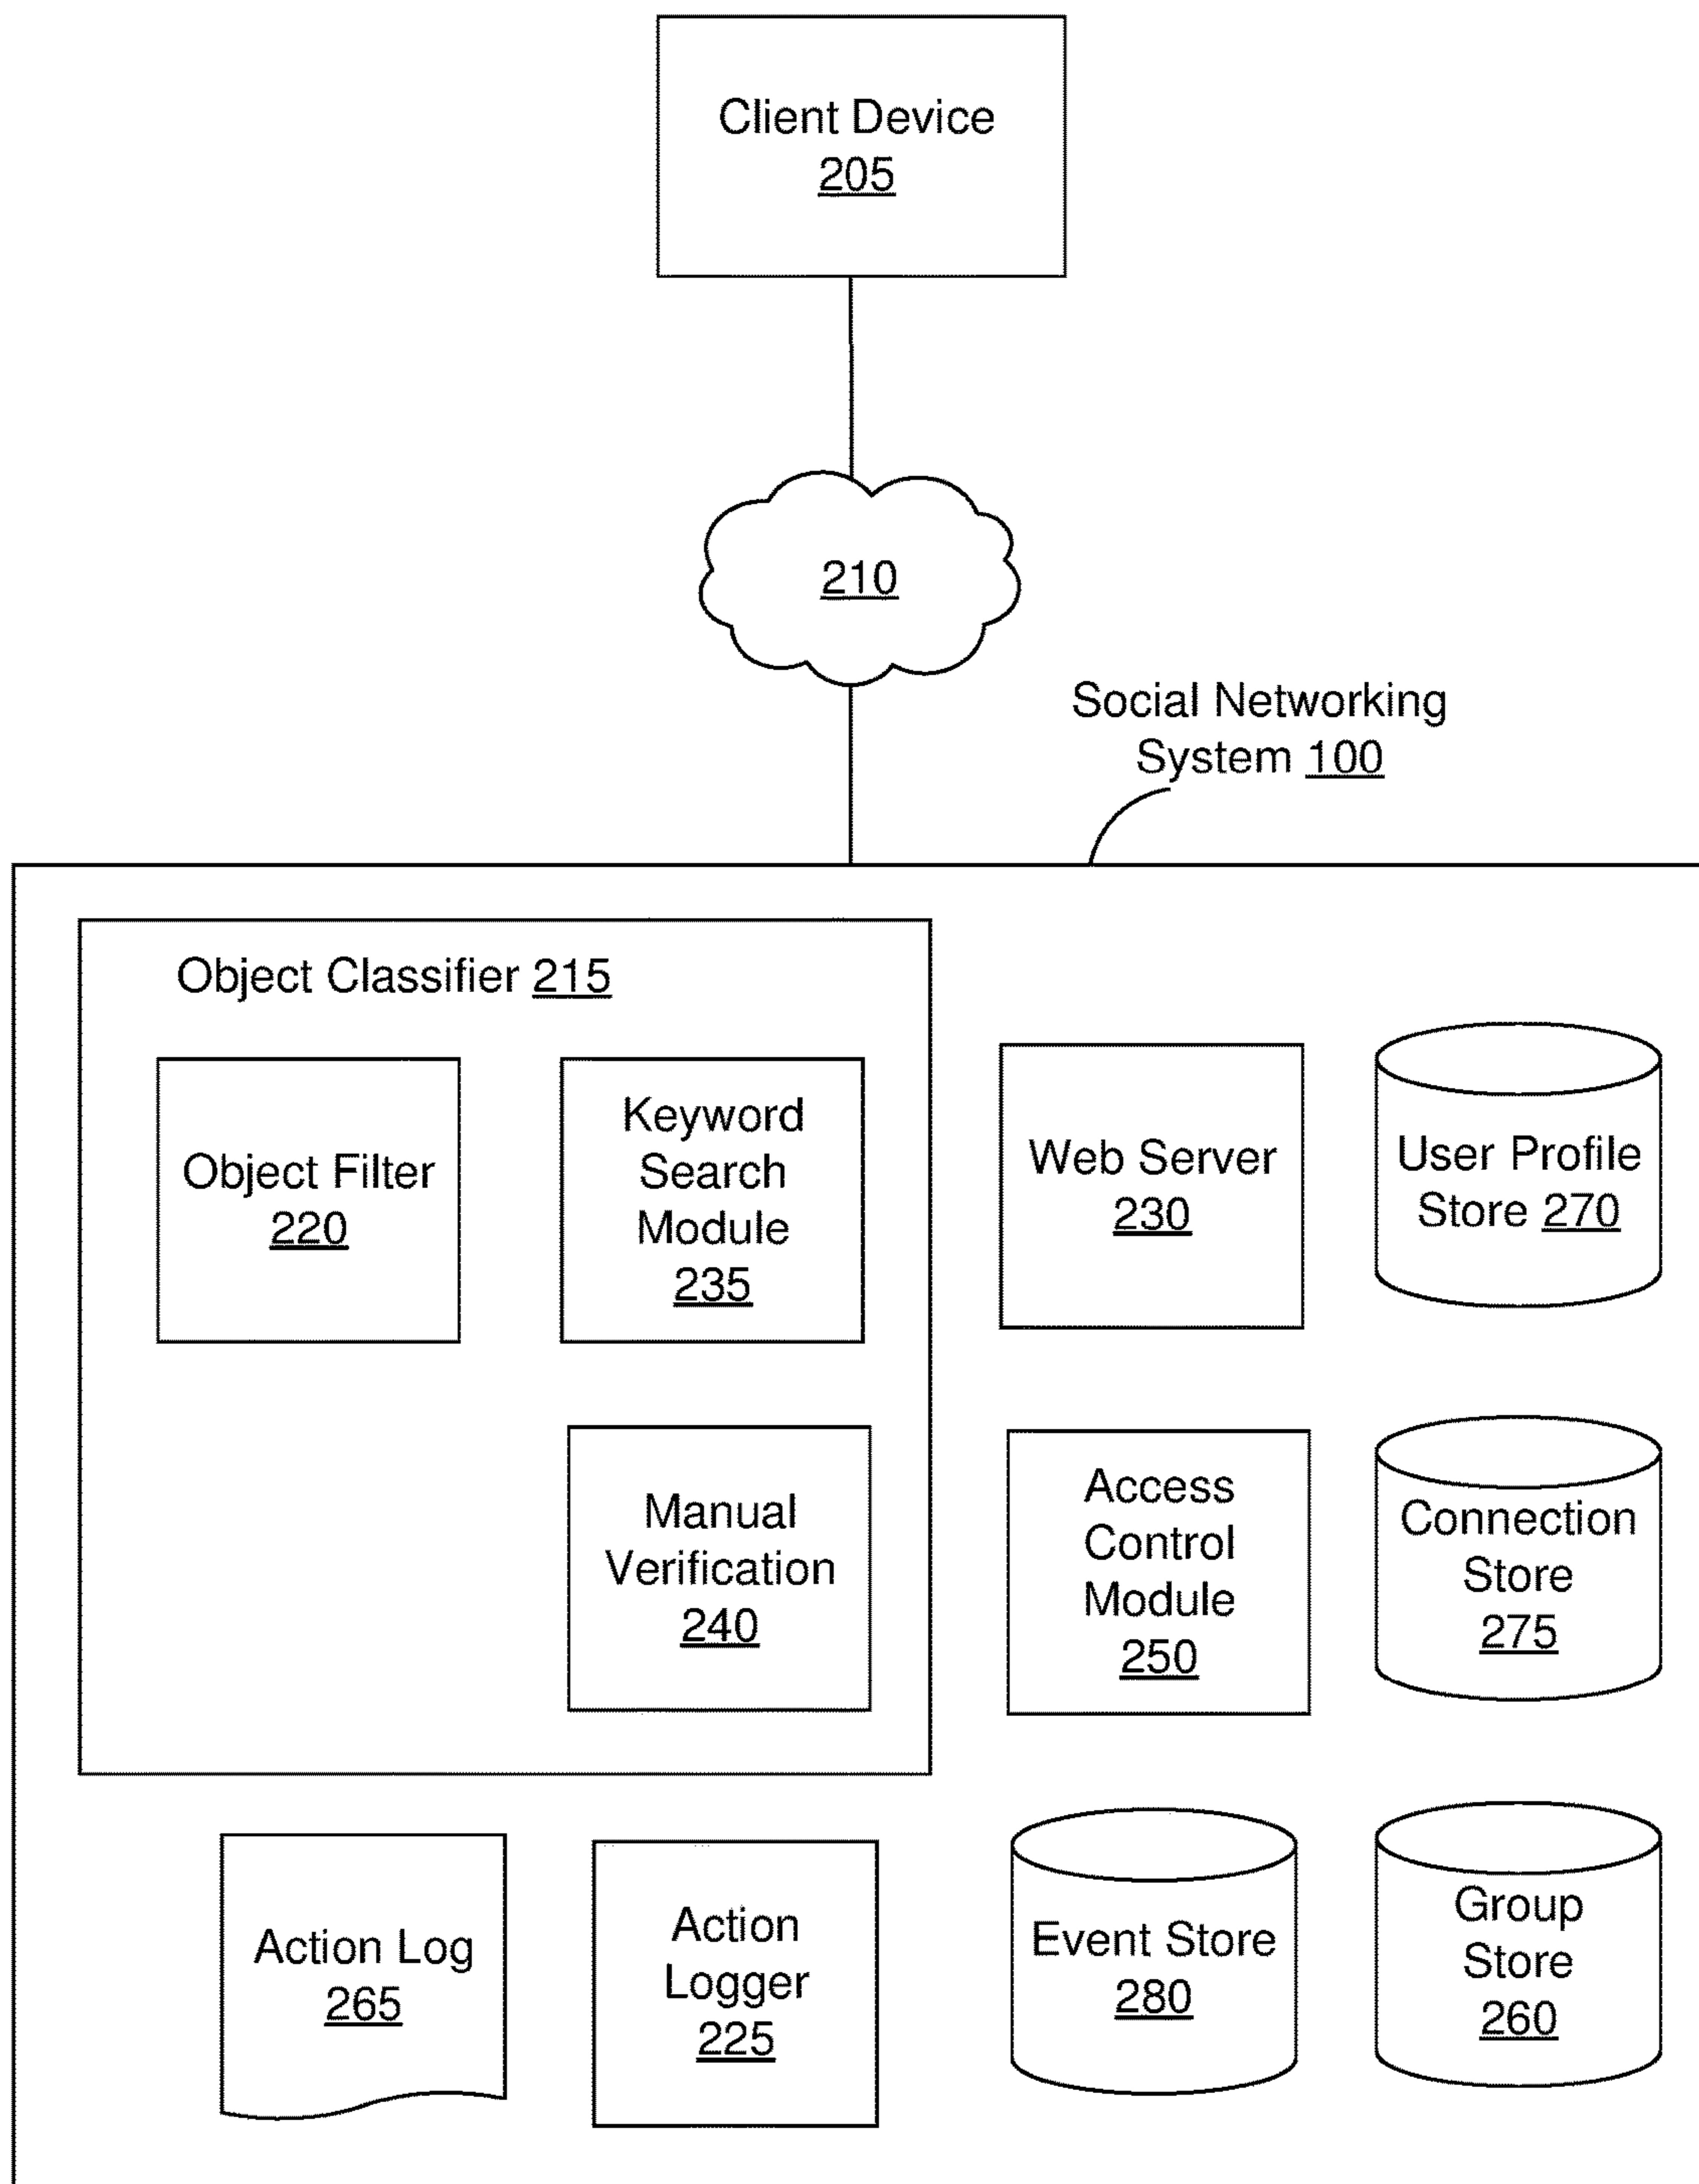 Client Device
205
210
Social Networking
System 100
Object Classifier 215
Object Filter
220
Keyword
Search
Module
235
Web Server
230
User Profile
Store 270
Manual
Verification
240
Access
Control
Module
250
Connection
Store
275
Action Log
265
Action
Logger
225
Event Store
280
Group
Store
260